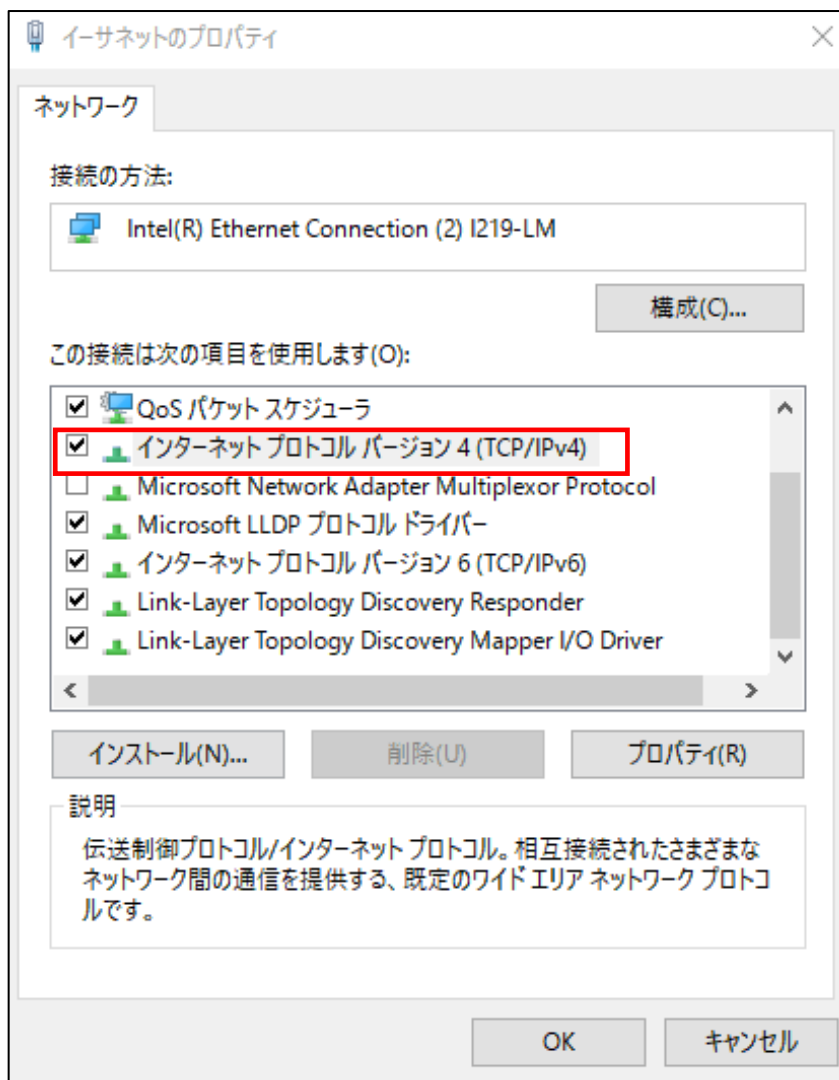 イーサネットのプロパティ
ネットワーク
接続の方法:
Intel(R) Ethernet Connection (2) I219-LM
構成(C)...
この接続は次の項目を使用します(O):
QoS パケット スケジューラ
インターネット プロトコル バージョン 4 (TCP/IPv4)
Microsoft Network Adapter Multiplexor Protocol
Microsoft LLDP プロトコル ドライバー
インターネット プロトコル バージョン 6 (TCP/IPv6)
Link-Layer Topology Discovery Responder
Link-Layer Topology Discovery Mapper I/O Driver
インストール(N)...
削除(U)
プロパティ(R)
説明
伝送制御プロトコル/インターネット プロトコル。相互接続されたさまざまな
ネットワーク間の通信を提供する、既定のワイド エリア ネットワーク プロトコ
ルです。
OK
キャンセル